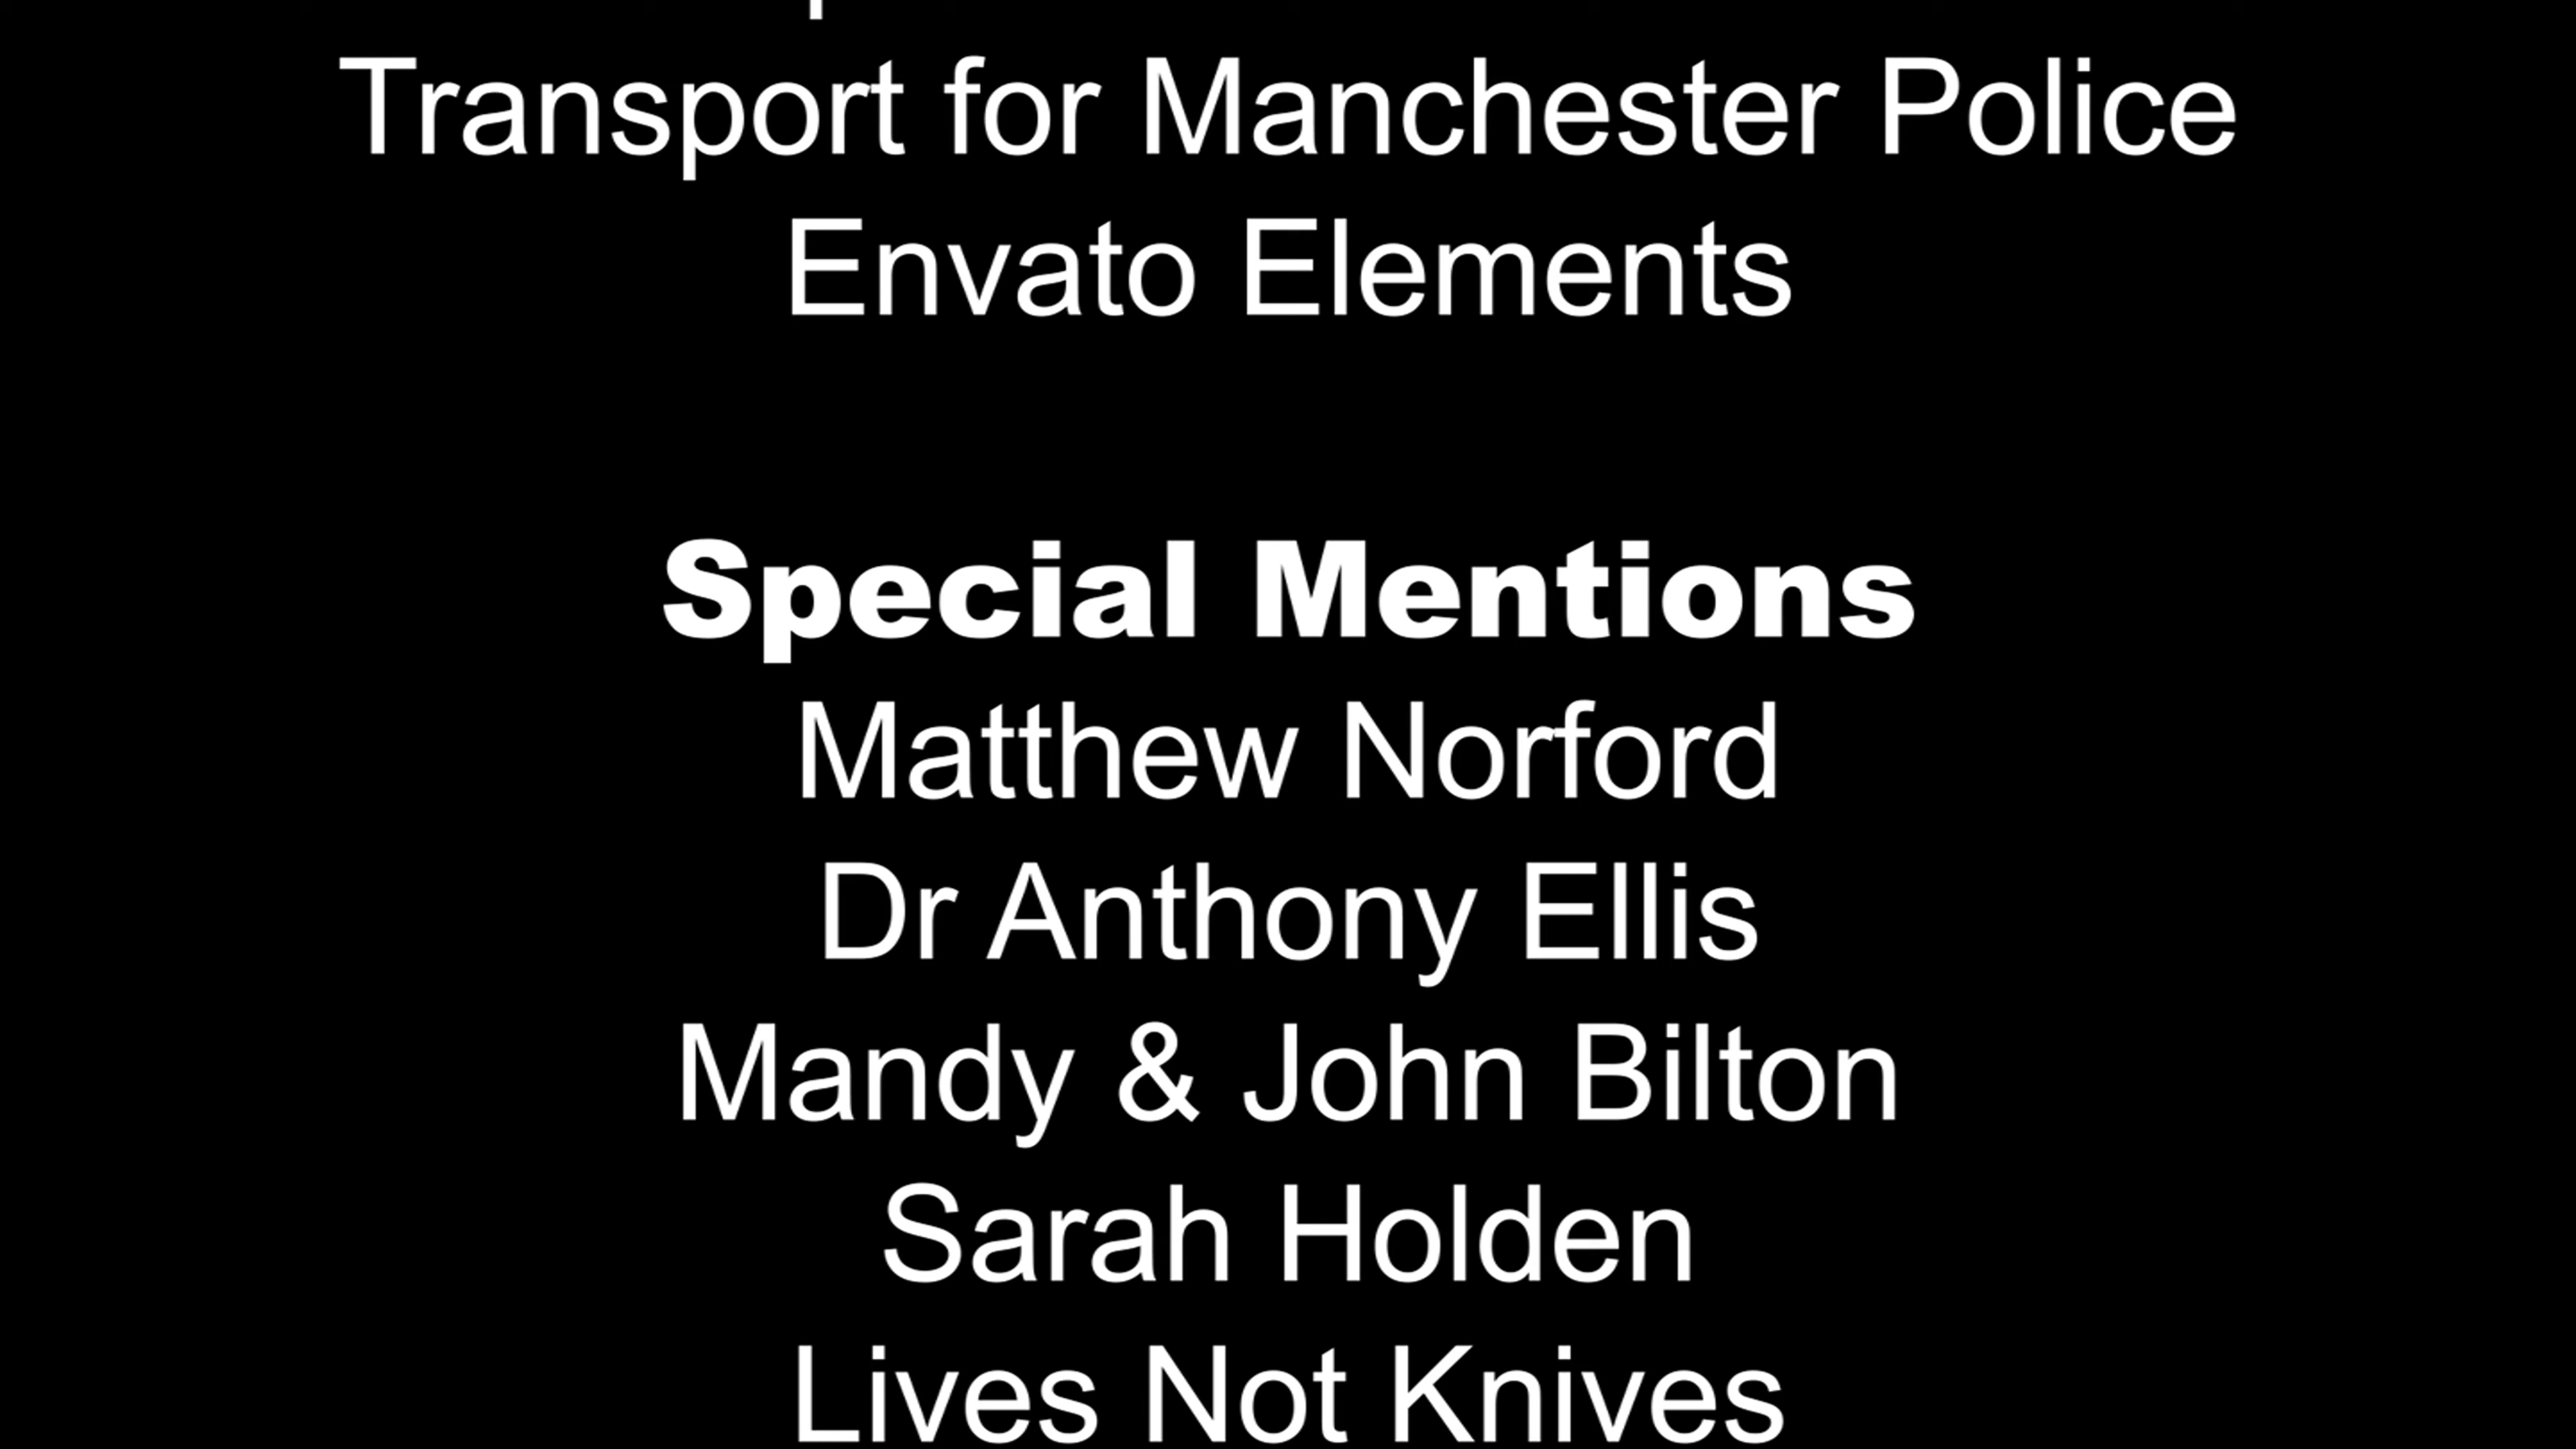 Transport for Manchester Police
Envato Elements
Special Mentions
Matthew Norford
Dr Anthony Ellis
Mandy & John Bilton
Sarah Holden
Lives Not Knives